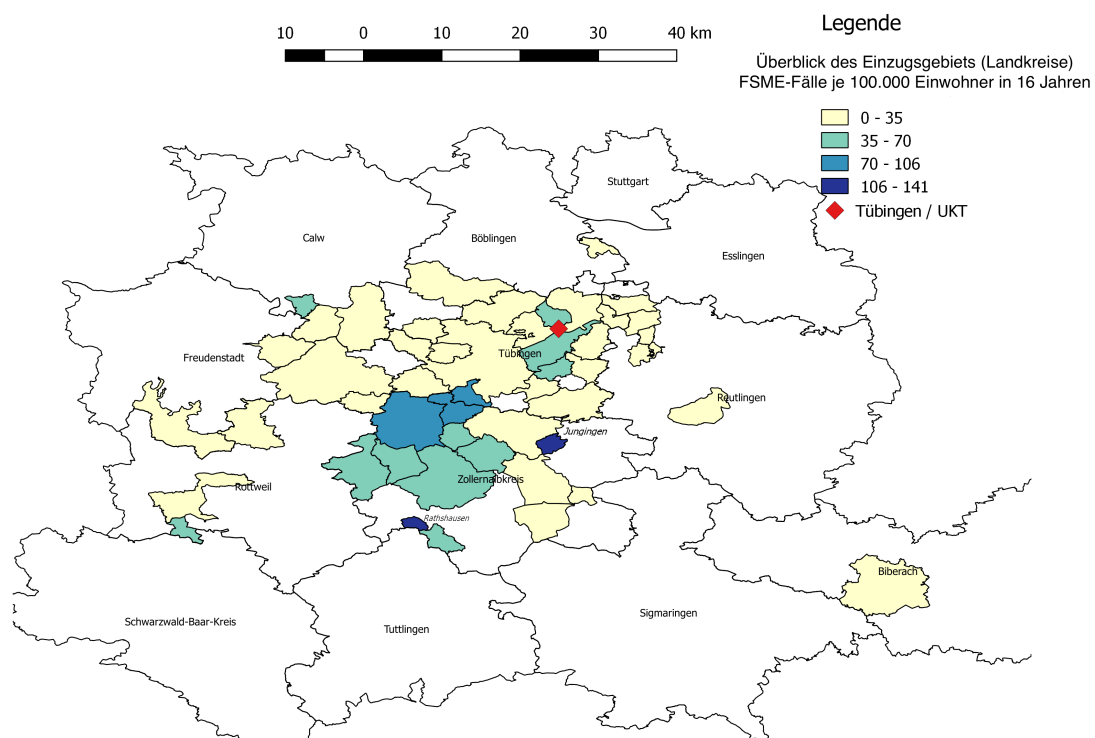 10 0 10 20 30 40 km
Legende
Überblick des Einzugsgebiets (Landkreise)
FSME-Fälle je 100.000 Einwohner in 16 Jahren
0 - 35
35 - 70
70 - 106
106 - 141
Tübingen / UKT
Stuttgart
Calw
Böblingen
Esslingen
Freudenstadt
Tübingen
Reutlingen
Jungingen
Zollernalbkreis
Rottweil
Rathshausen
Biberach
Schwarzwald-Baar-Kreis
Tuttlingen
Sigmaringen